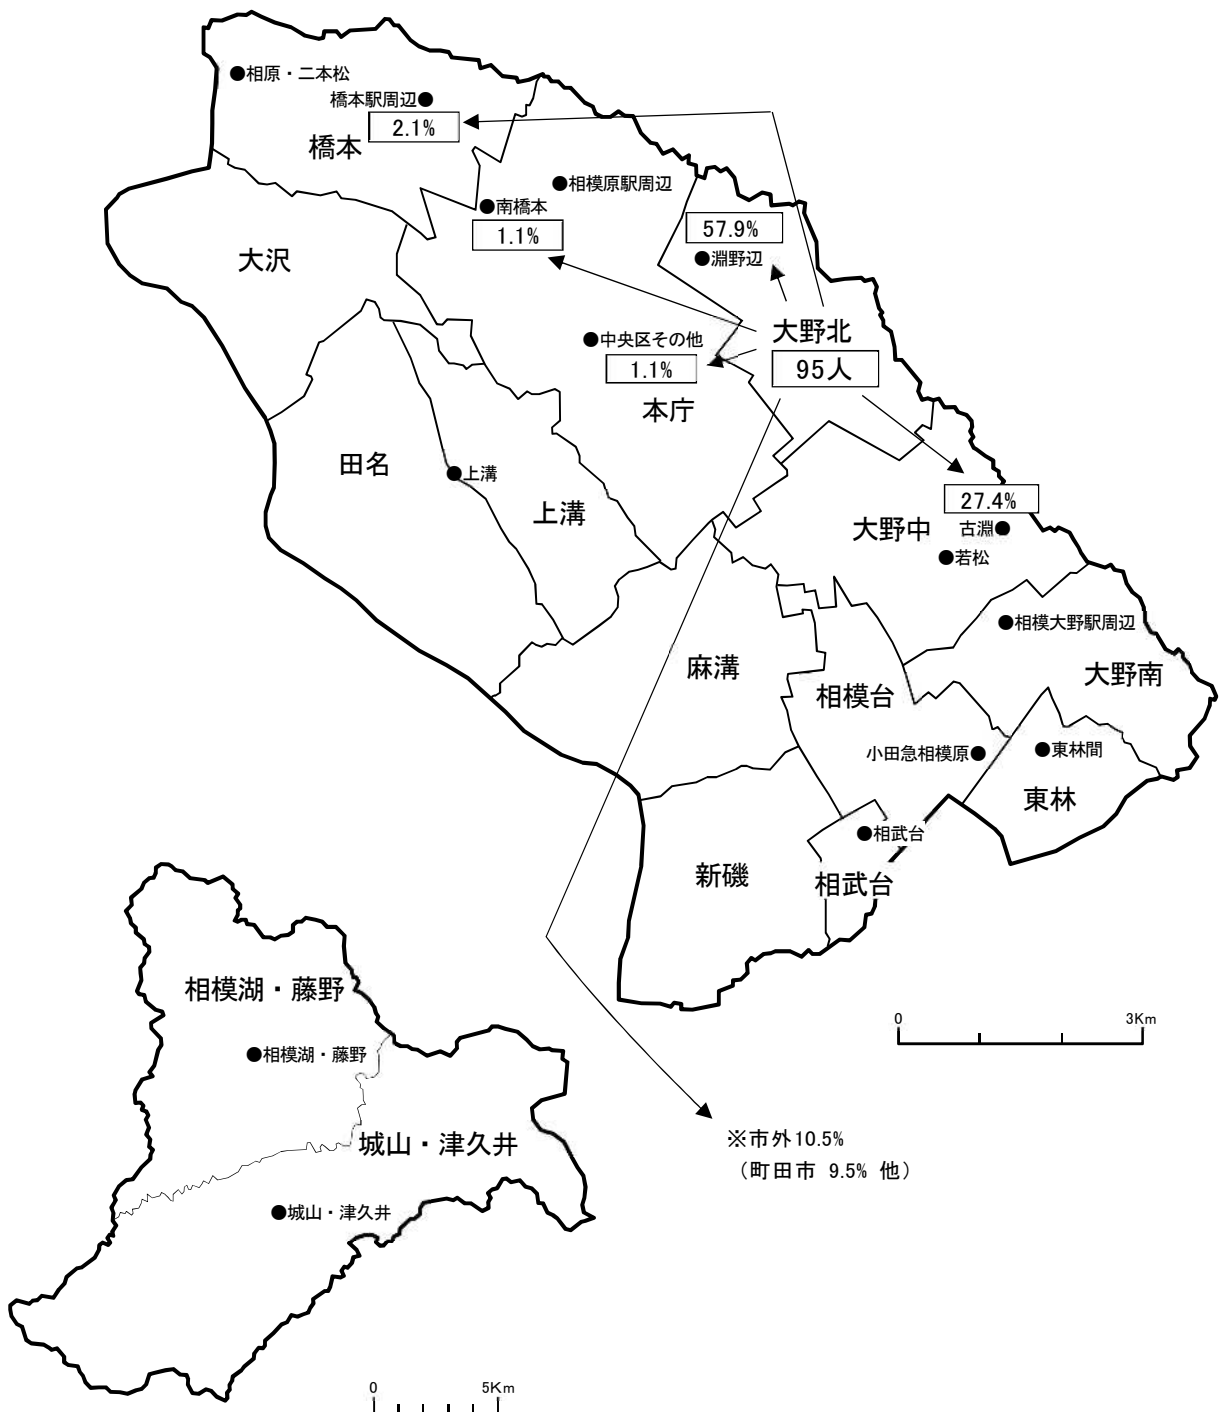 ●相原・二本松
橋本駅周辺●
2.1%
橋本
●相模原駅周辺
●南橋本
1.1%
57.9%
●淵野辺
大沢
大野北
95人
●中央区その他
1.1%
本庁
田名
●上溝
上溝
27.4%
古淵●
大野中
●若松
●相模大野駅周辺
麻溝
大野南
相模台
小田急相模原●
●東林間
東林
●相武台
新磯
相武台
相模湖・藤野
●相模湖・藤野
0 3Km
※市外10.5%
（町田市 9.5% 他）
城山・津久井
●城山・津久井
0 5Km